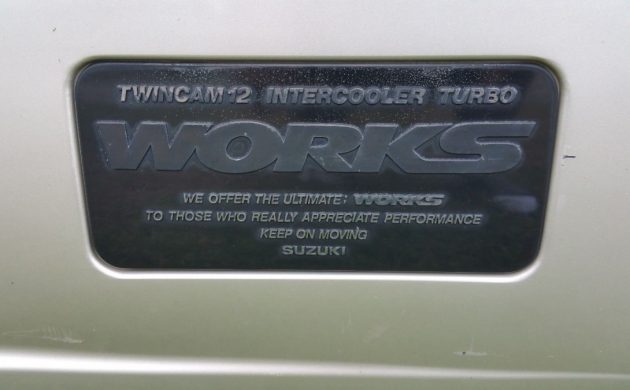 TWINCAM12 INTERCOOLER TURBO
WORKS
WE OFFER THE ULTIMATE; WORKS
TO THOSE WHO REALLY APPRECIATE PERFORMANCE
KEEP ON MOVING
SUZUKI